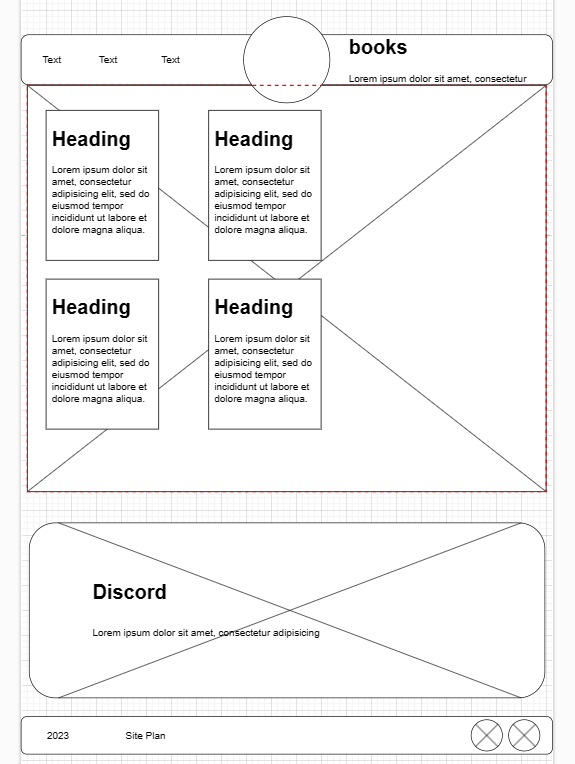 Text Text Text
books
Lorem ipsum dolor sit amet, consectetur
Heading
Lorem ipsum dolor sit
amet, consectetur
adipisicing elit, sed do
eiusmod tempor
incididunt ut labore et
dolore magna aliqua.
Heading
Lorem ipsum dolor sit
amet, consectetur
adipisicing elit, sed do
eiusmod tempor
incididunt ut labore et
dolore magna aliqua.
Heading
Lorem ipsum dolor sit
amet, consectetur
adipisicing elit, sed do
eiusmod tempor
incididunt ut labore et
dolore magna aliqua.
Heading
Lorem ipsum dolor sit
amet, consectetur
adipisicing elit, sed do
eiusmod tempor
incididunt ut labore et
dolore magna aliqua.
Discord
Lorem ipsum dolor sit amet, consectetur adipisicing
2023 Site Plan